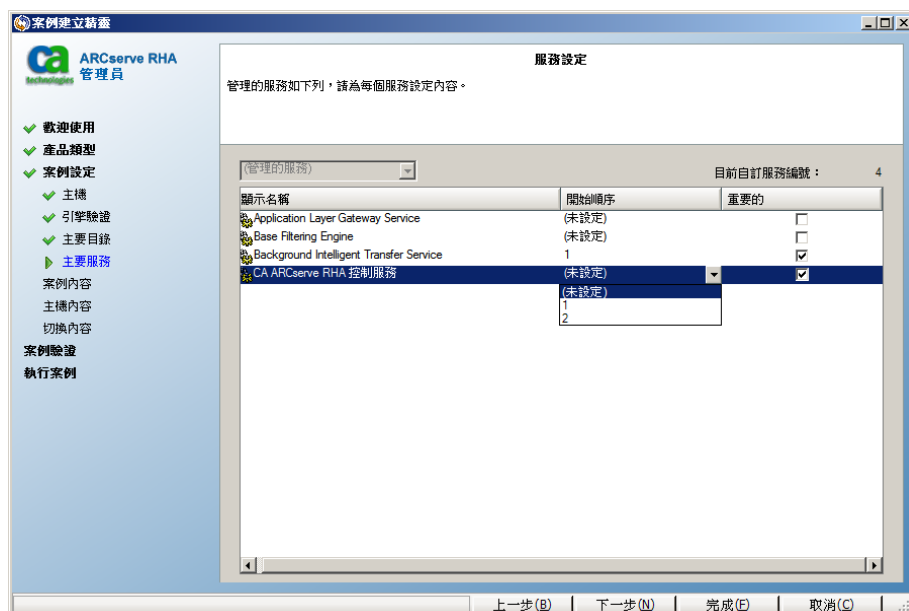 案例建立精靈
ca
technologies
ARCserve RHA
管理員
歡迎使用
產品類型
案例設定
主機
引擎驗證
主要目錄
主要服務
案例內容
主機內容
切換內容
案例驗證
執行案例
服務設定
管理的服務如下列，請為每個服務設定內容。
(管理的服務)
目前自訂服務編號： 4
顯示名稱 開始順序 重要的
Application Layer Gateway Service (未設定)
Base Filtering Engine (未設定)
Background Intelligent Transfer Service 1
CA ARCserve RHA 控制服務 (未設定)
(未設定)
1
2
上一步(B) 下一步(N) 完成(F) 取消(C)